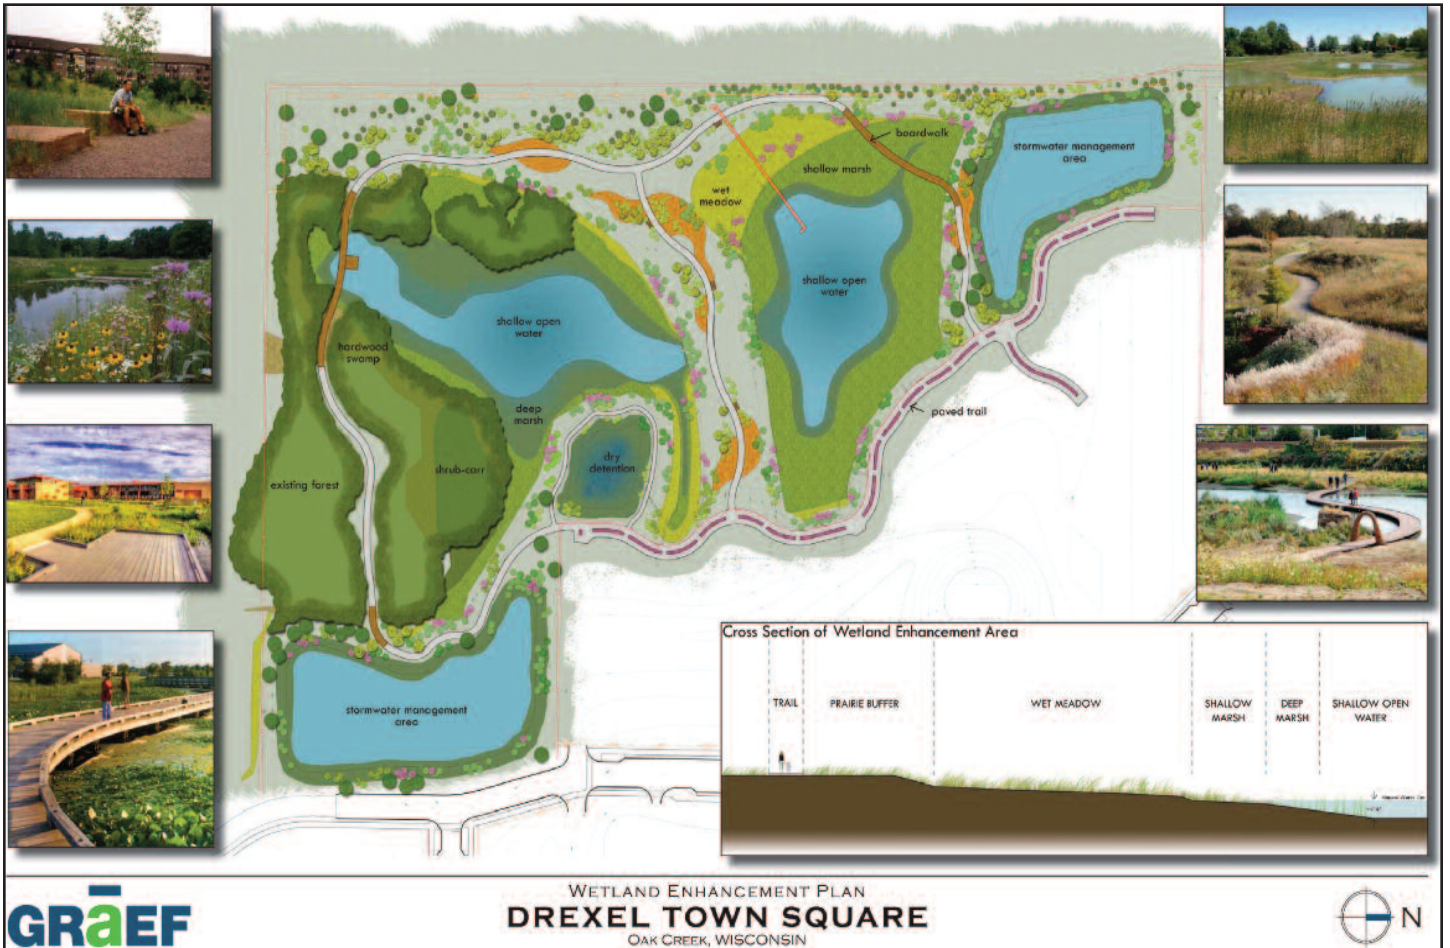 boardwalk
stormwater management
area
shallow marsh
wet
meadow
shallow open
water
shallow open
water
hardwood
swamp
deep
marsh
paved trail
dry
detention
shrub-carr
existing forest
stormwater management
area
Cross Section of Wetland Enhancement Area
TRAIL
PRAIRIE BUFFER
WET MEADOW
SHALLOW
MARSH
DEEP
MARSH
SHALLOW OPEN
WATER
GRāEF
WETLAND ENHANCEMENT PLAN
DREXEL TOWN SQUARE
OAK CREEK, WISCONSIN
N